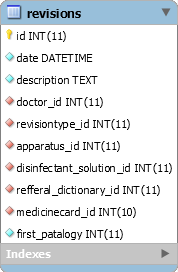 revisions
id INT(11)
date DATETIME
description TEXT
doctor_id INT(11)
revisiontype_id INT(11)
apparatus_id INT(11)
disinfectant_solution_id INT(11)
refferal_dictionary_id INT(11)
medicinecard_id INT(10)
first_patalogy INT(11)
Indexes